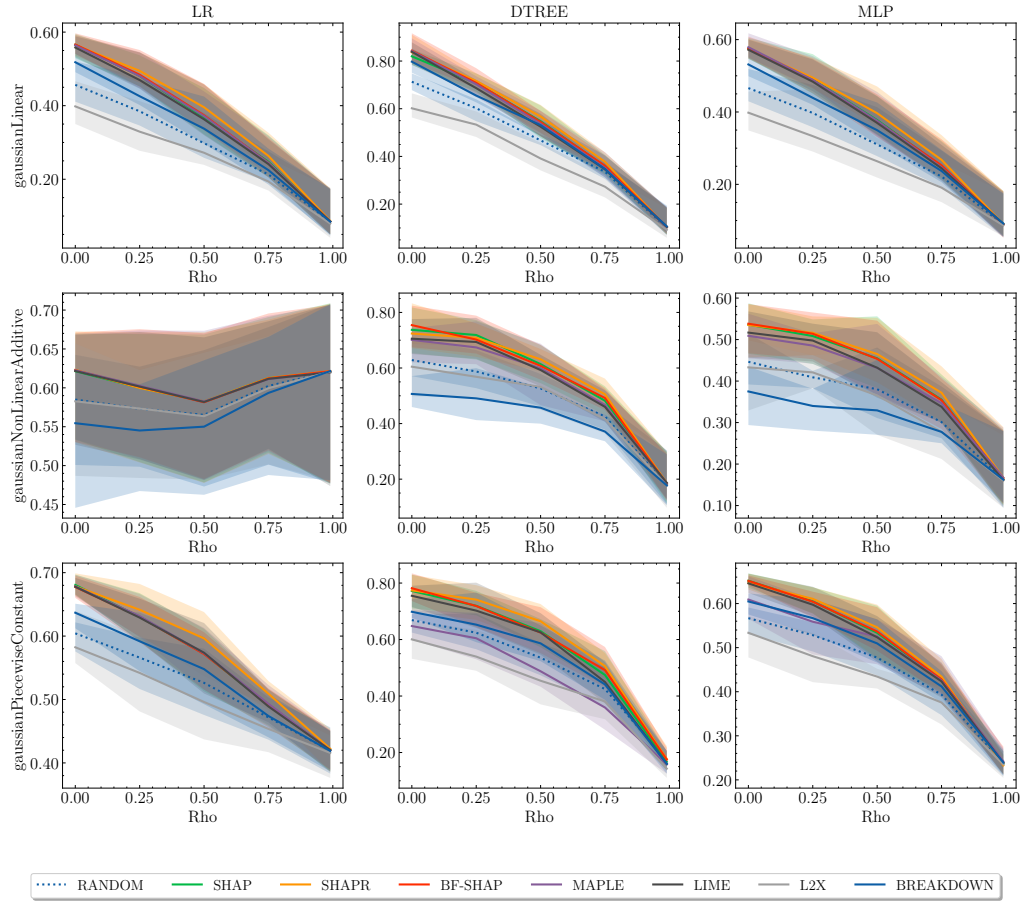 LR DTREE MLP
gaussianLinear
0.60 0.40 0.20
0.80 0.60 0.40 0.20
0.60 0.40 0.20
0.00 0.25 0.50 0.75 1.00 0.00 0.25 0.50 0.75 1.00 0.00 0.25 0.50 0.75 1.00
Rho Rho Rho
gaussianNonLinearAdditive
0.70 0.65 0.60 0.55 0.50 0.45
0.80 0.60 0.40 0.20
0.60 0.50 0.40 0.30 0.20 0.10
0.00 0.25 0.50 0.75 1.00 0.00 0.25 0.50 0.75 1.00 0.00 0.25 0.50 0.75 1.00
Rho Rho Rho
gaussianPiecewiseConstant
0.70 0.60 0.50 0.40
0.80 0.60 0.40 0.20
0.60 0.50 0.40 0.30 0.20
0.00 0.25 0.50 0.75 1.00 0.00 0.25 0.50 0.75 1.00 0.00 0.25 0.50 0.75 1.00
Rho Rho Rho
RANDOM SHAP SHAPR BF-SHAP MAPLE LIME L2X BREAKDOWN